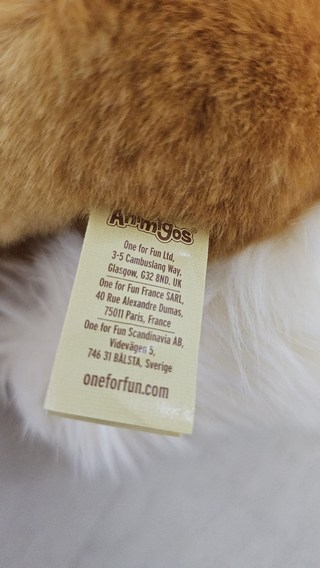 Animigos
One for Fun Ltd,
3-5 Cambuslang Way,
Glasgow, G32 8ND, UK
One for Fun France SARL,
40 Rue Alexandre Dumas,
75011 Paris, France
One for Fun Scandinavia AB,
Videvägen 5,
746 31 BÅLSTA, Sverige
oneforfun.com